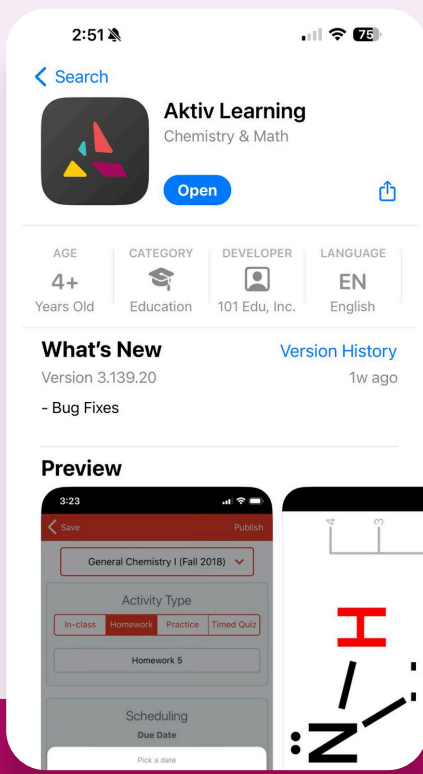 2:51
75
Search
Aktiv Learning
Chemistry & Math
Open
AGE
4+
Years Old
CATEGORY
Education
DEVELOPER
101 Edu, Inc.
LANGUAGE
EN
English
What's New
Version History
Version 3.139.20
1w ago
- Bug Fixes
Preview
3:23
Save
Publish
General Chemistry I (Fall 2018)
Activity Type
In-class
Homework
Practice
Timed Quiz
Homework 5
Scheduling
Due Date
Pick a date
4
3
H
N